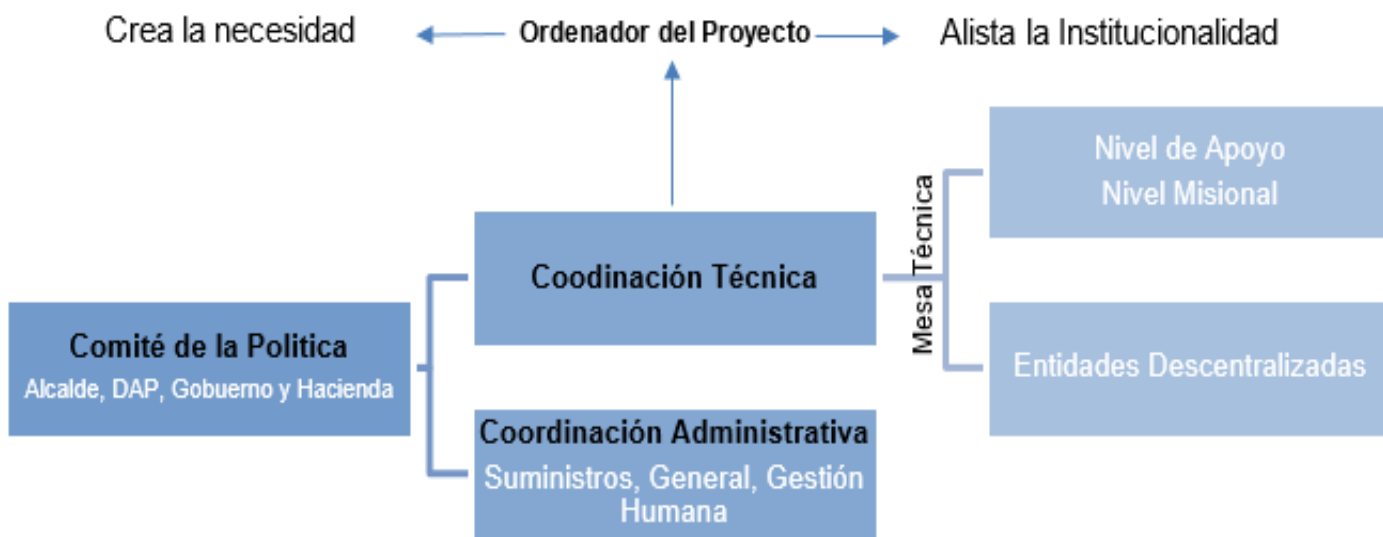 Crea la necesidad
Ordenador del Proyecto
Alista la Institucionalidad
Nivel de Apoyo
Nivel Misional
Mesa Técnica
Coodinación Técnica
Comité de la Politica
Alcalde, DAP, Gobuerno y Hacienda
Entidades Descentralizadas
Coordinación Administrativa
Suministros, General, Gestión
Humana